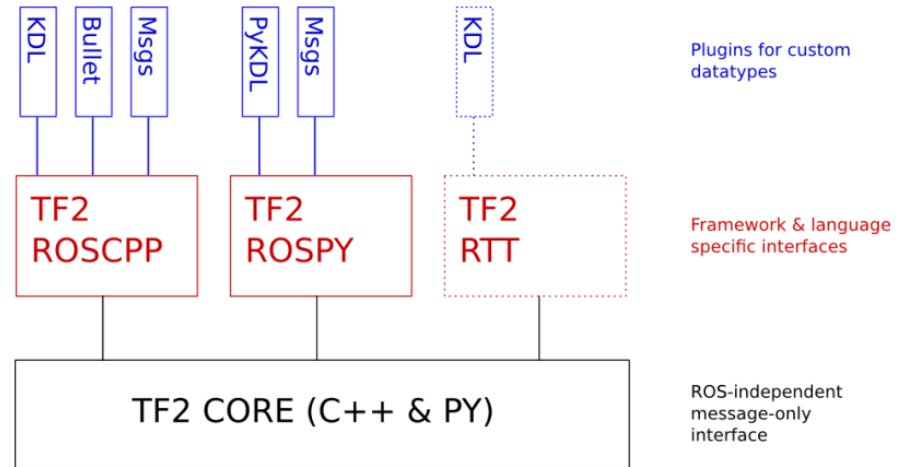 KDL
Bullet
Msgs
PyKDL
Msgs
KDL
Plugins for custom
datatypes
TF2
ROSCPP
TF2
ROSPY
TF2
RTT
Framework & language
specific interfaces
TF2 CORE (C++ & PY)
ROS-independent
message-only
interface